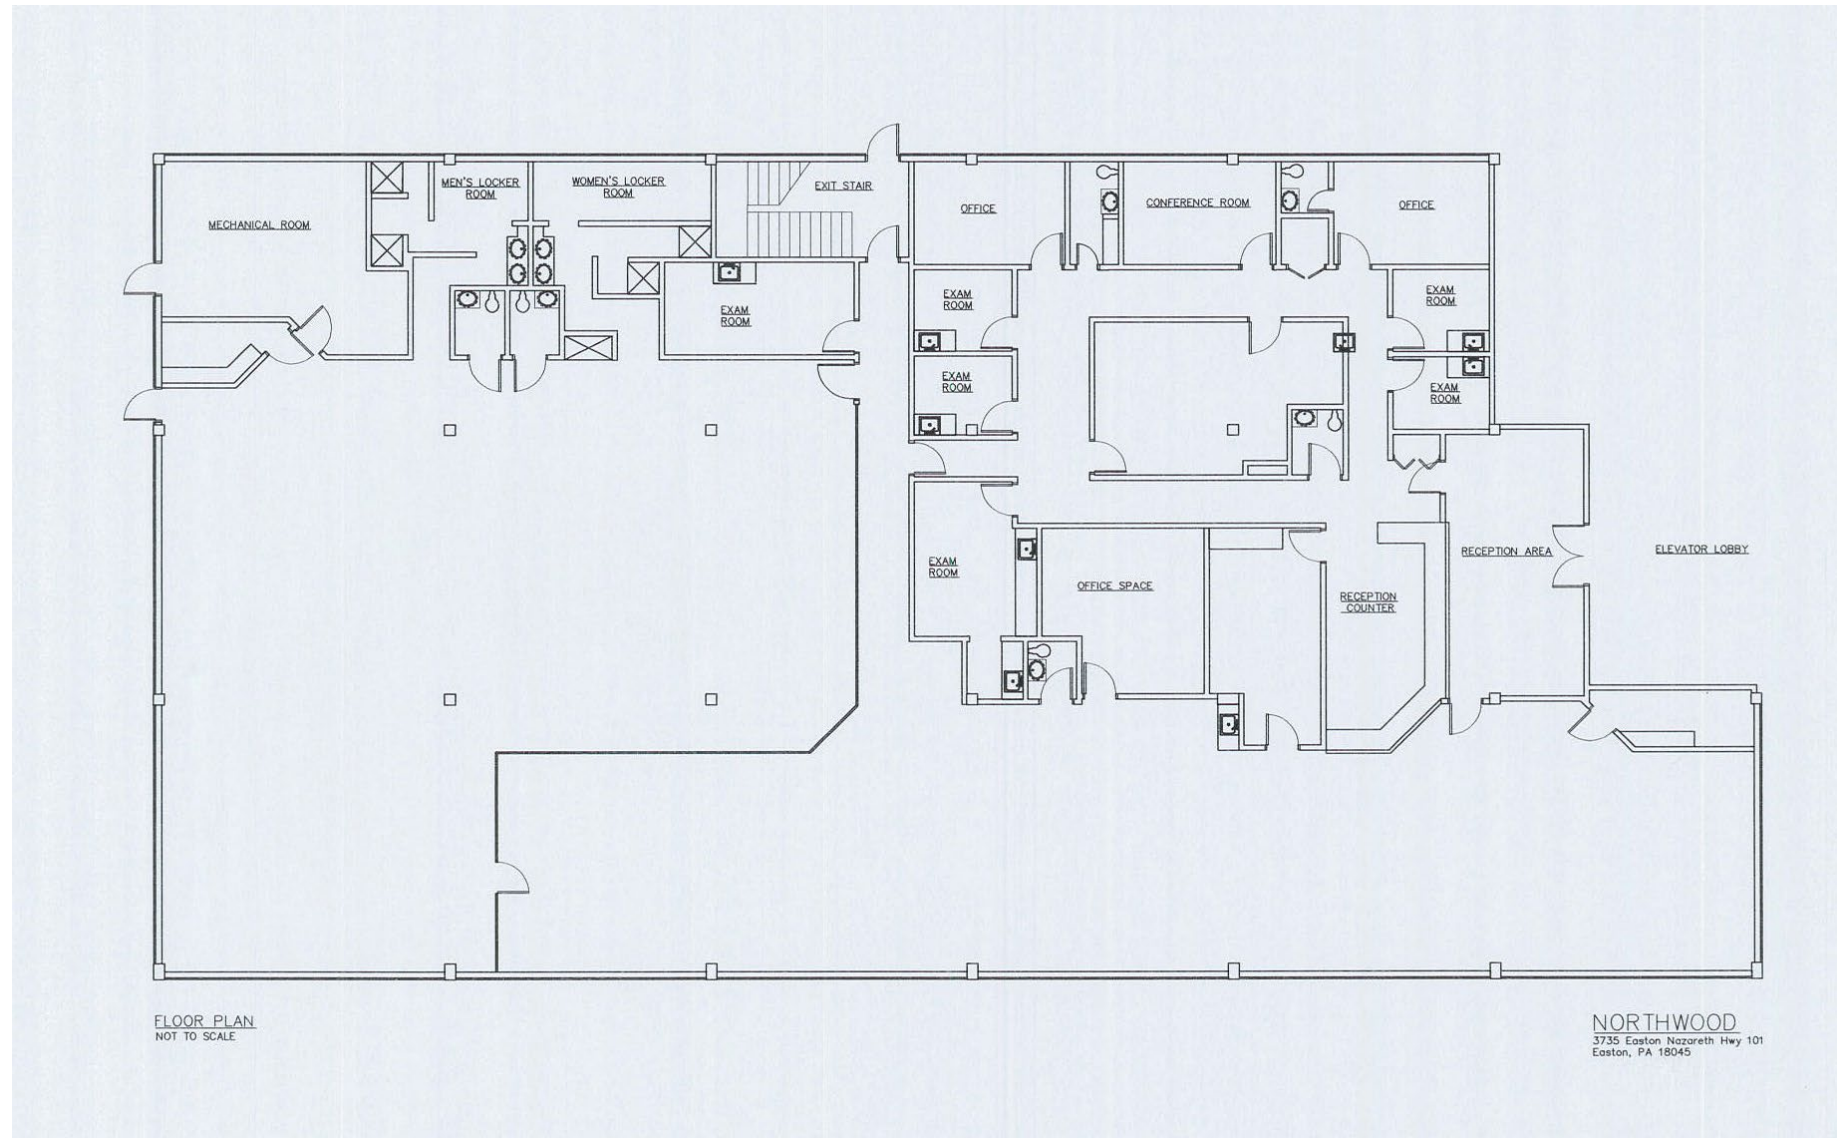 MECHANICAL ROOM
MEN'S LOCKER
ROOM
WOMEN'S LOCKER
ROOM
EXIT STAIR
OFFICE
CONFERENCE ROOM
OFFICE
EXAM
ROOM
EXAM
ROOM
EXAM
ROOM
EXAM
ROOM
EXAM
ROOM
EXAM
ROOM
OFFICE SPACE
RECEPTION
COUNTER
RECEPTION AREA
ELEVATOR LOBBY
FLOOR PLAN
NOT TO SCALE
NORTHWOOD
3735 Easton Nazareth Hwy 101
Easton, PA 18045